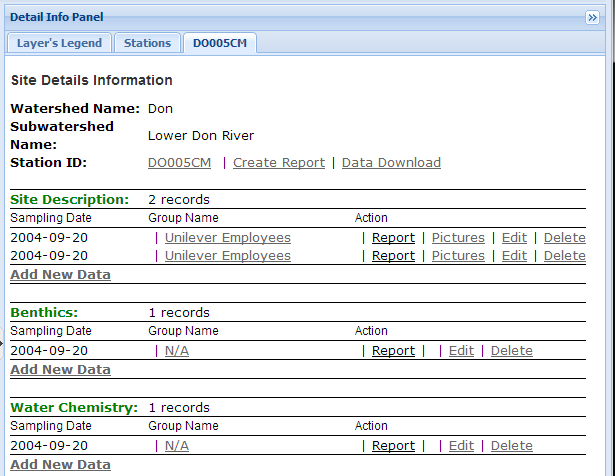 Detail Info Panel
Layer's Legend Stations DO005CM
Site Details Information
Watershed Name: Don
Subwatershed Name: Lower Don River
Station ID: DO005CM | Create Report | Data Download
Site Description: 2 records
Sampling Date Group Name Action
2004-09-20 | Unilever Employees | Report | Pictures | Edit | Delete
2004-09-20 | Unilever Employees | Report | Pictures | Edit | Delete
Add New Data
Benthics: 1 records
Sampling Date Group Name Action
2004-09-20 | N/A | Report | | Edit | Delete
Add New Data
Water Chemistry: 1 records
Sampling Date Group Name Action
2004-09-20 | N/A | Report | | Edit | Delete
Add New Data